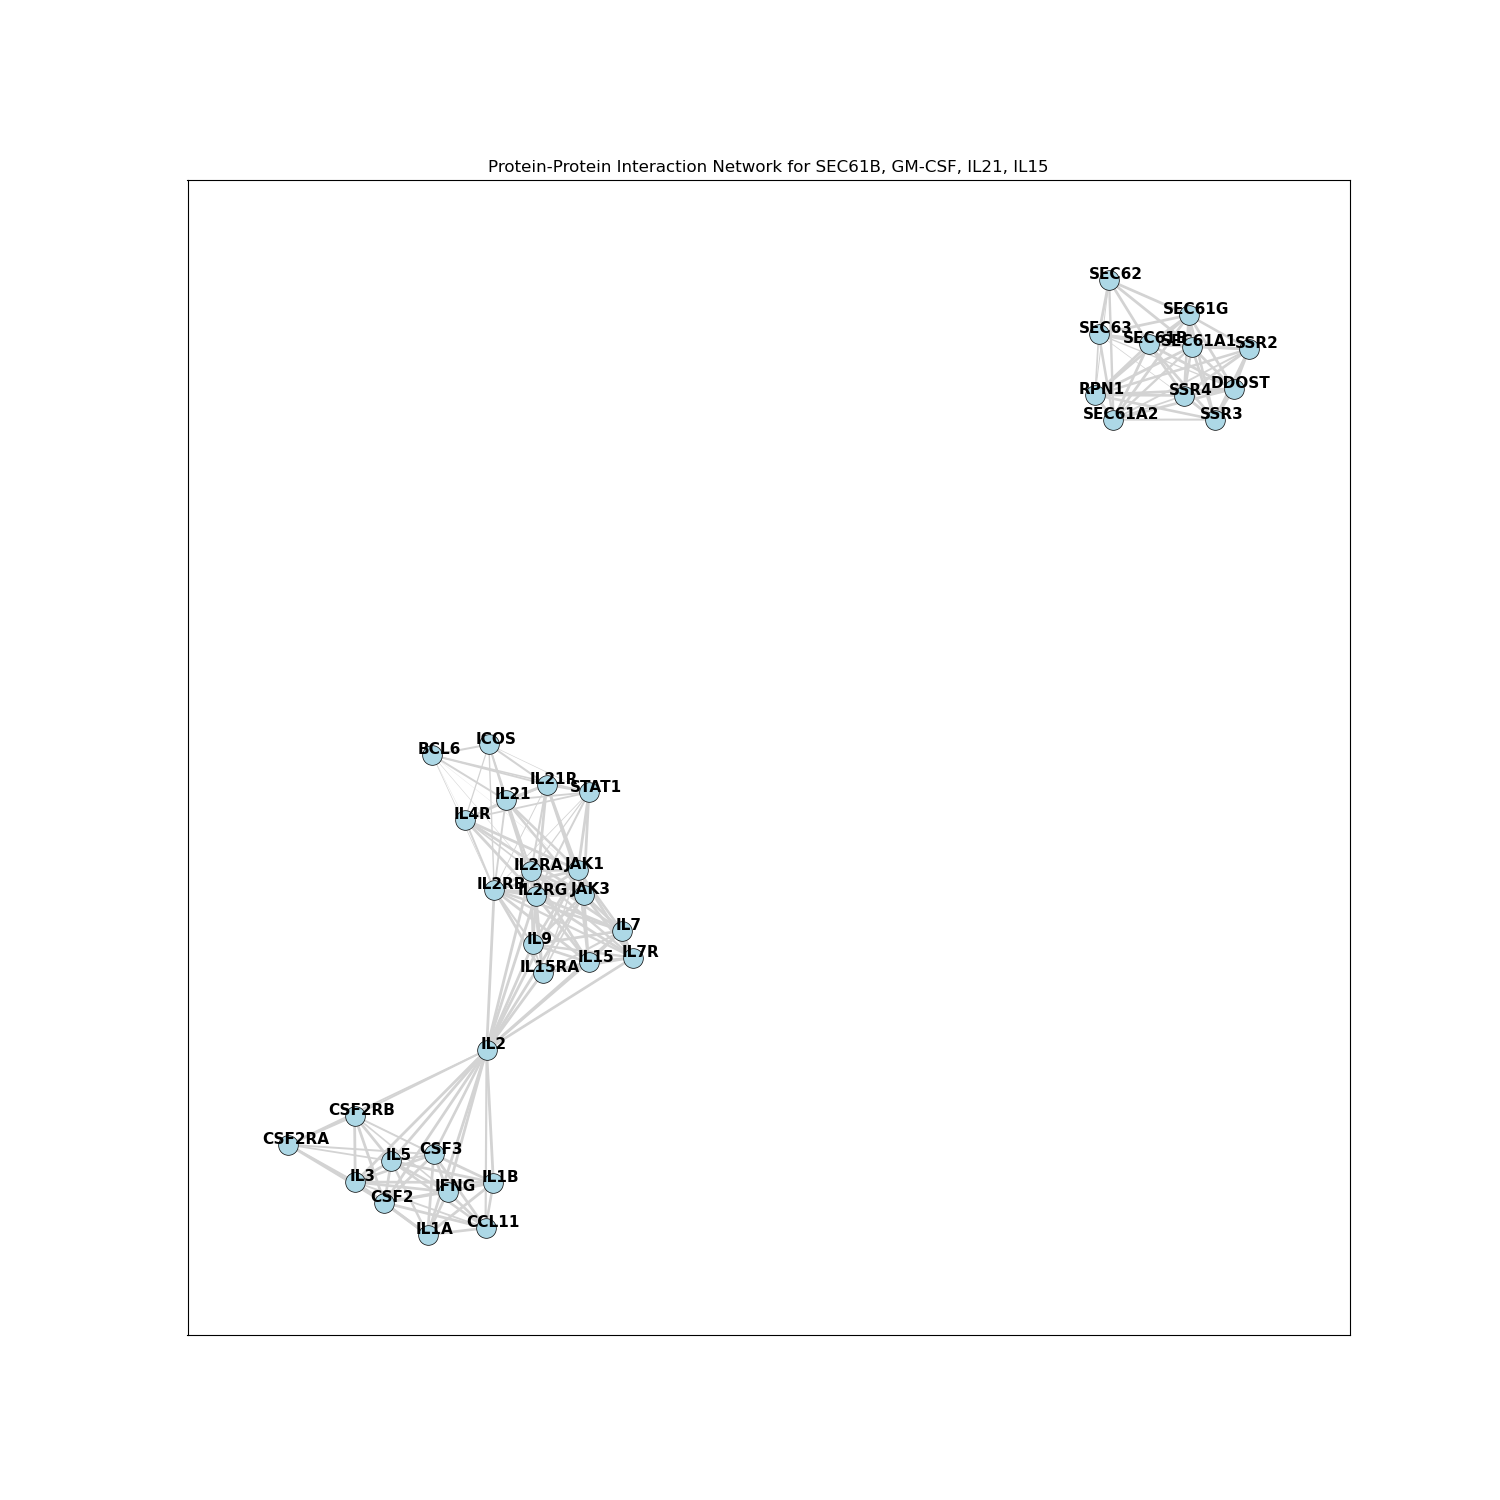 Protein-Protein Interaction Network for SEC61B, GM-CSF, IL21, IL15
SEC62
SEC61G
SEC63
SEC61B
SEC61A1
SSR2
RPN1
SSR4
DDOST
SEC61A2
SSR3
BCL6
ICOS
IL21R
STAT1
IL21
IL4R
IL2RA
JAK1
IL2RB
IL2RG
JAK3
IL7
IL9
IL7R
IL15
IL15RA
IL2
CSF2RB
CSF2RA
CSF3
IL5
IL3
IL1B
IFNG
CSF2
CCL11
IL1A